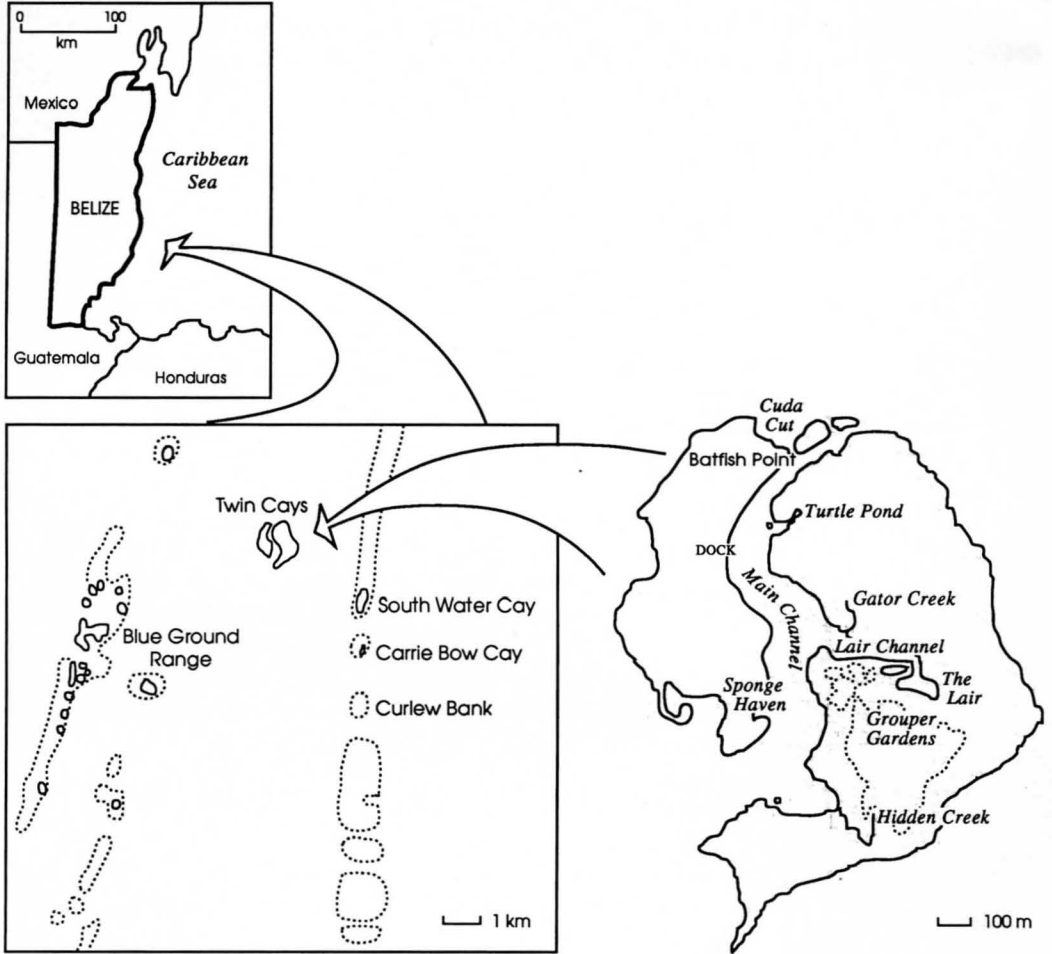 0 100
km
Mexico
Caribbean
Sea
BELIZE
Guatemala
Honduras
Twin Cays
South Water Cay
Blue Ground
Range
Carrie Bow Cay
Curlew Bank
1 km
Cuda
Cut
Batfish Point
Turtle Pond
DOCK
Main Channel
Gator Creek
Lair Channel
The
Lair
Sponge
Haven
Grouper
Gardens
Hidden Creek
100 m